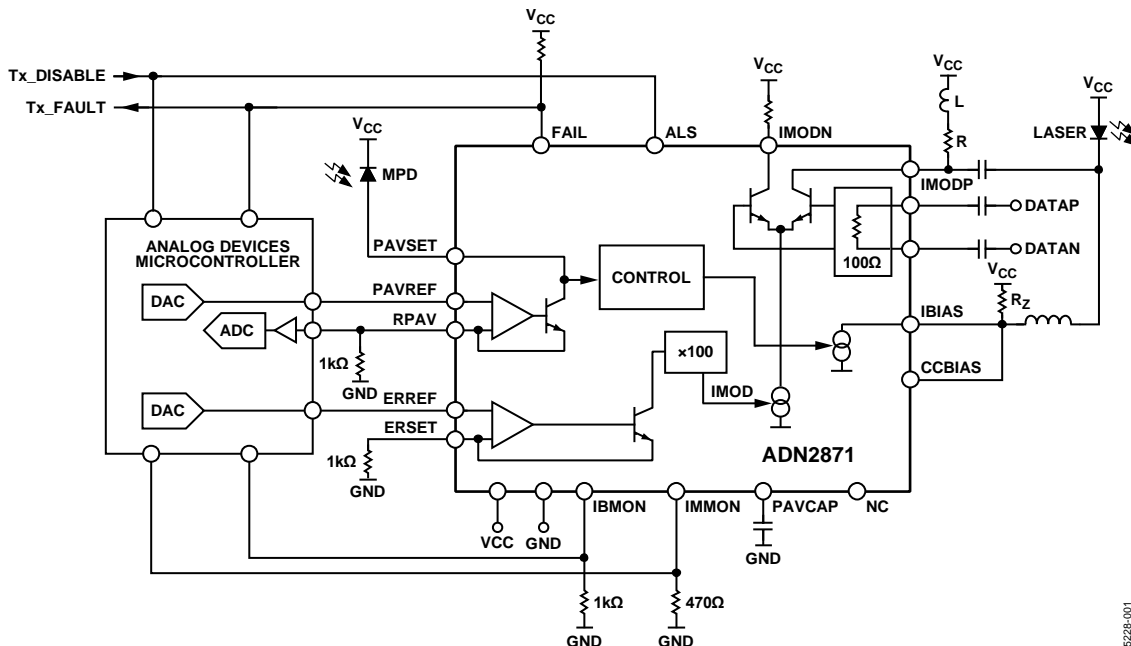 VCC
Tx_DISABLE
Tx_FAULT
VCC
VCC
VCC
VCC
L
R
LASER
FAIL
ALS
IMODN
MPD
IMODP
DATAP
DATAN
100Ω
ANALOG DEVICES
MICROCONTROLLER
PAVSET
CONTROL
VCC
RZ
DAC
PAVREF
ADC
RPAV
IBIAS
1kΩ
GND
×100
CCBIAS
IMOD
DAC
ERREF
ERSET
ADN2871
1kΩ
GND
IBMON
IMMON
PAVCAP
NC
VCC
GND
GND
1kΩ
470Ω
GND
GND
5228-001